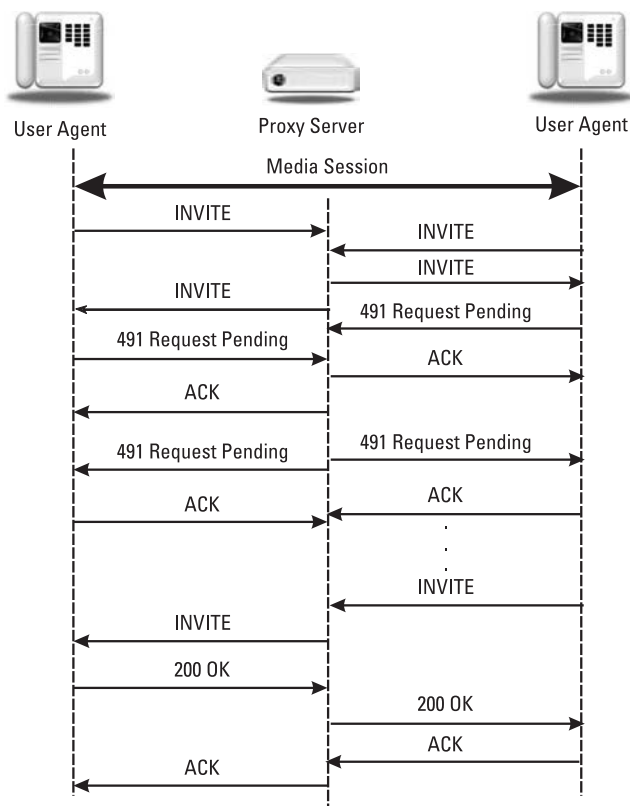 User Agent
Proxy Server
User Agent
Media Session
INVITE
INVITE
INVITE
INVITE
491 Request Pending
491 Request Pending
ACK
ACK
491 Request Pending
491 Request Pending
ACK
ACK
.
.
.
INVITE
INVITE
200 OK
200 OK
ACK
ACK